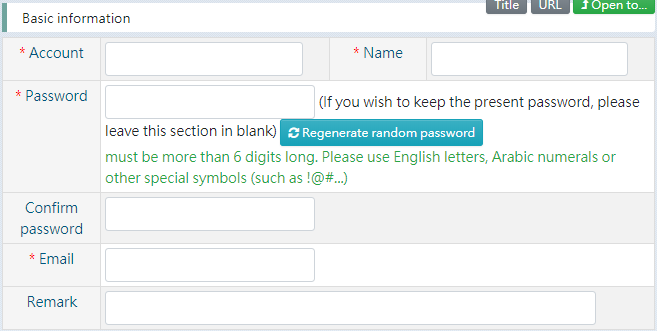 Title URL Open to...
Basic information
* Account * Name
* Password (If you wish to keep the present password, please
leave this section in blank) Regenerate random password
must be more than 6 digits long. Please use English letters, Arabic numerals or
other special symbols (such as !@#...)
Confirm
password
* Email
Remark